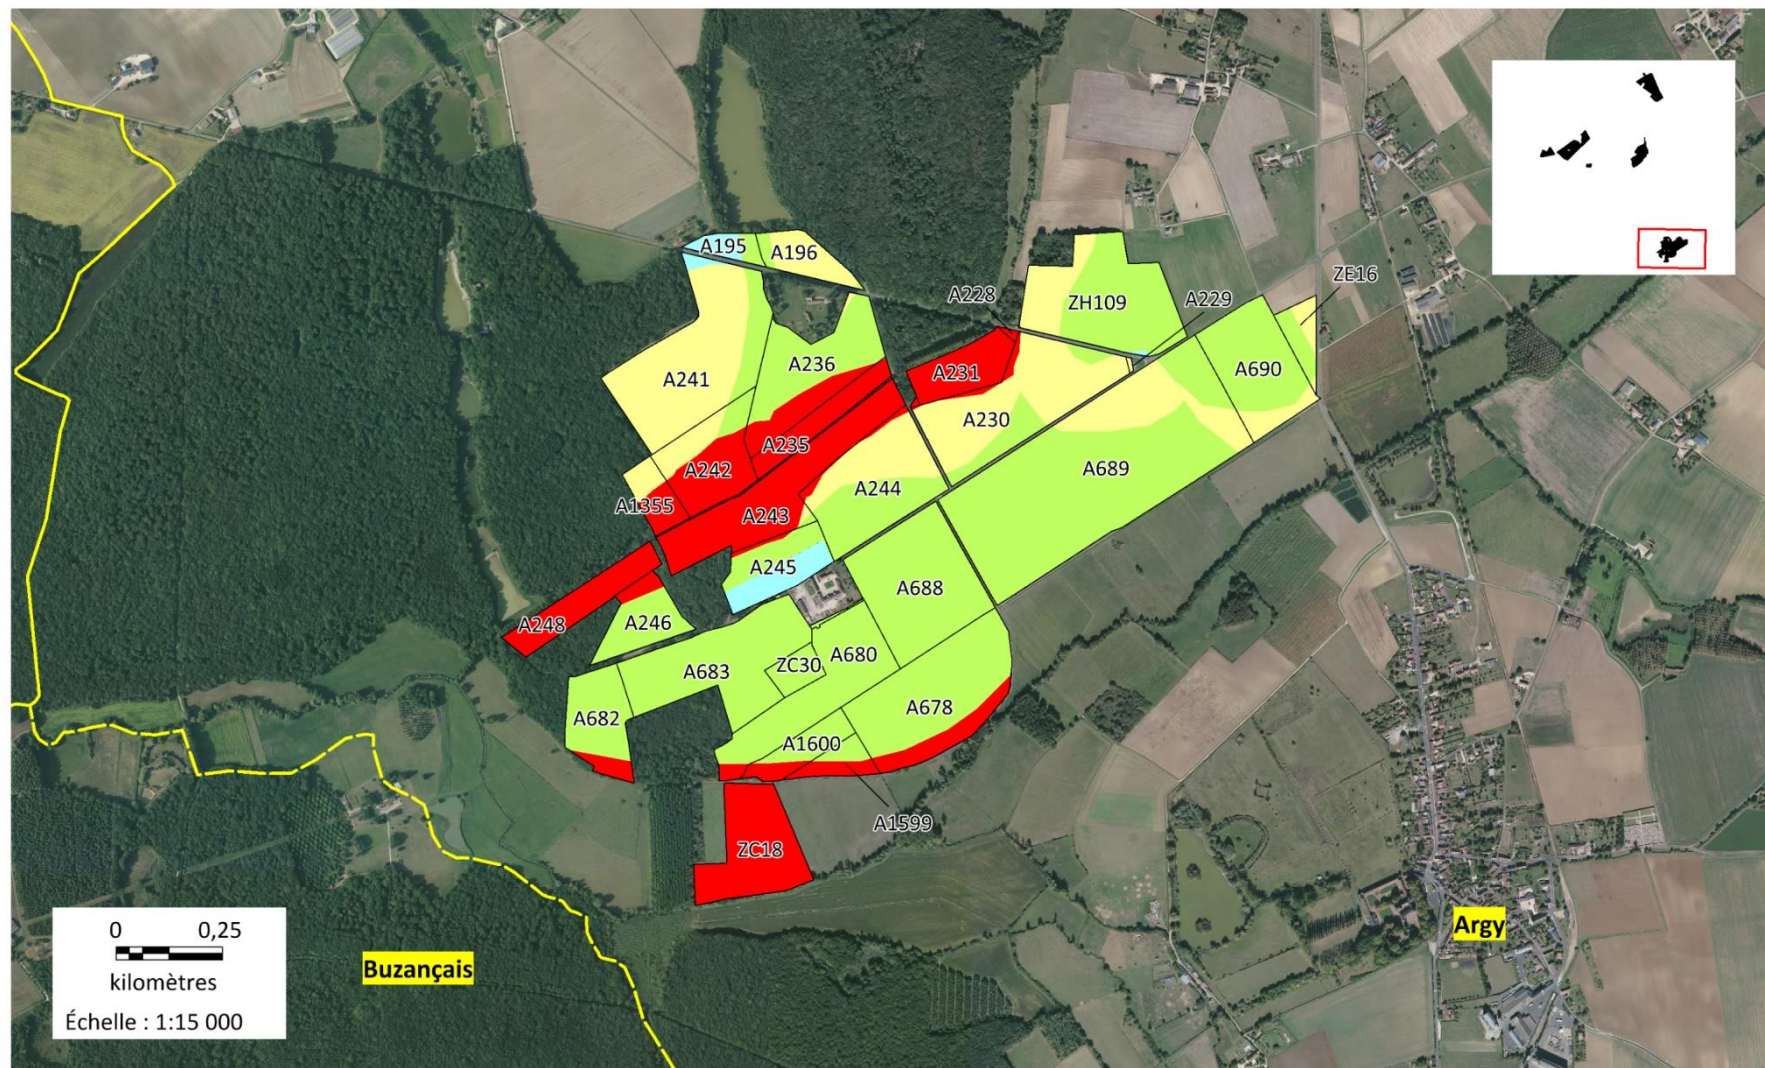 A195
A196
ZE16
A228
A229
ZH109
A236
A231
A241
A690
A230
A235
A242
A689
A244
A1355
A243
A245
A688
A248
A246
A680
ZC30
A683
A678
A682
A1600
A1599
ZC18
0 0,25
kilomètres
Échelle : 1:15 000
Buzançais
Argy